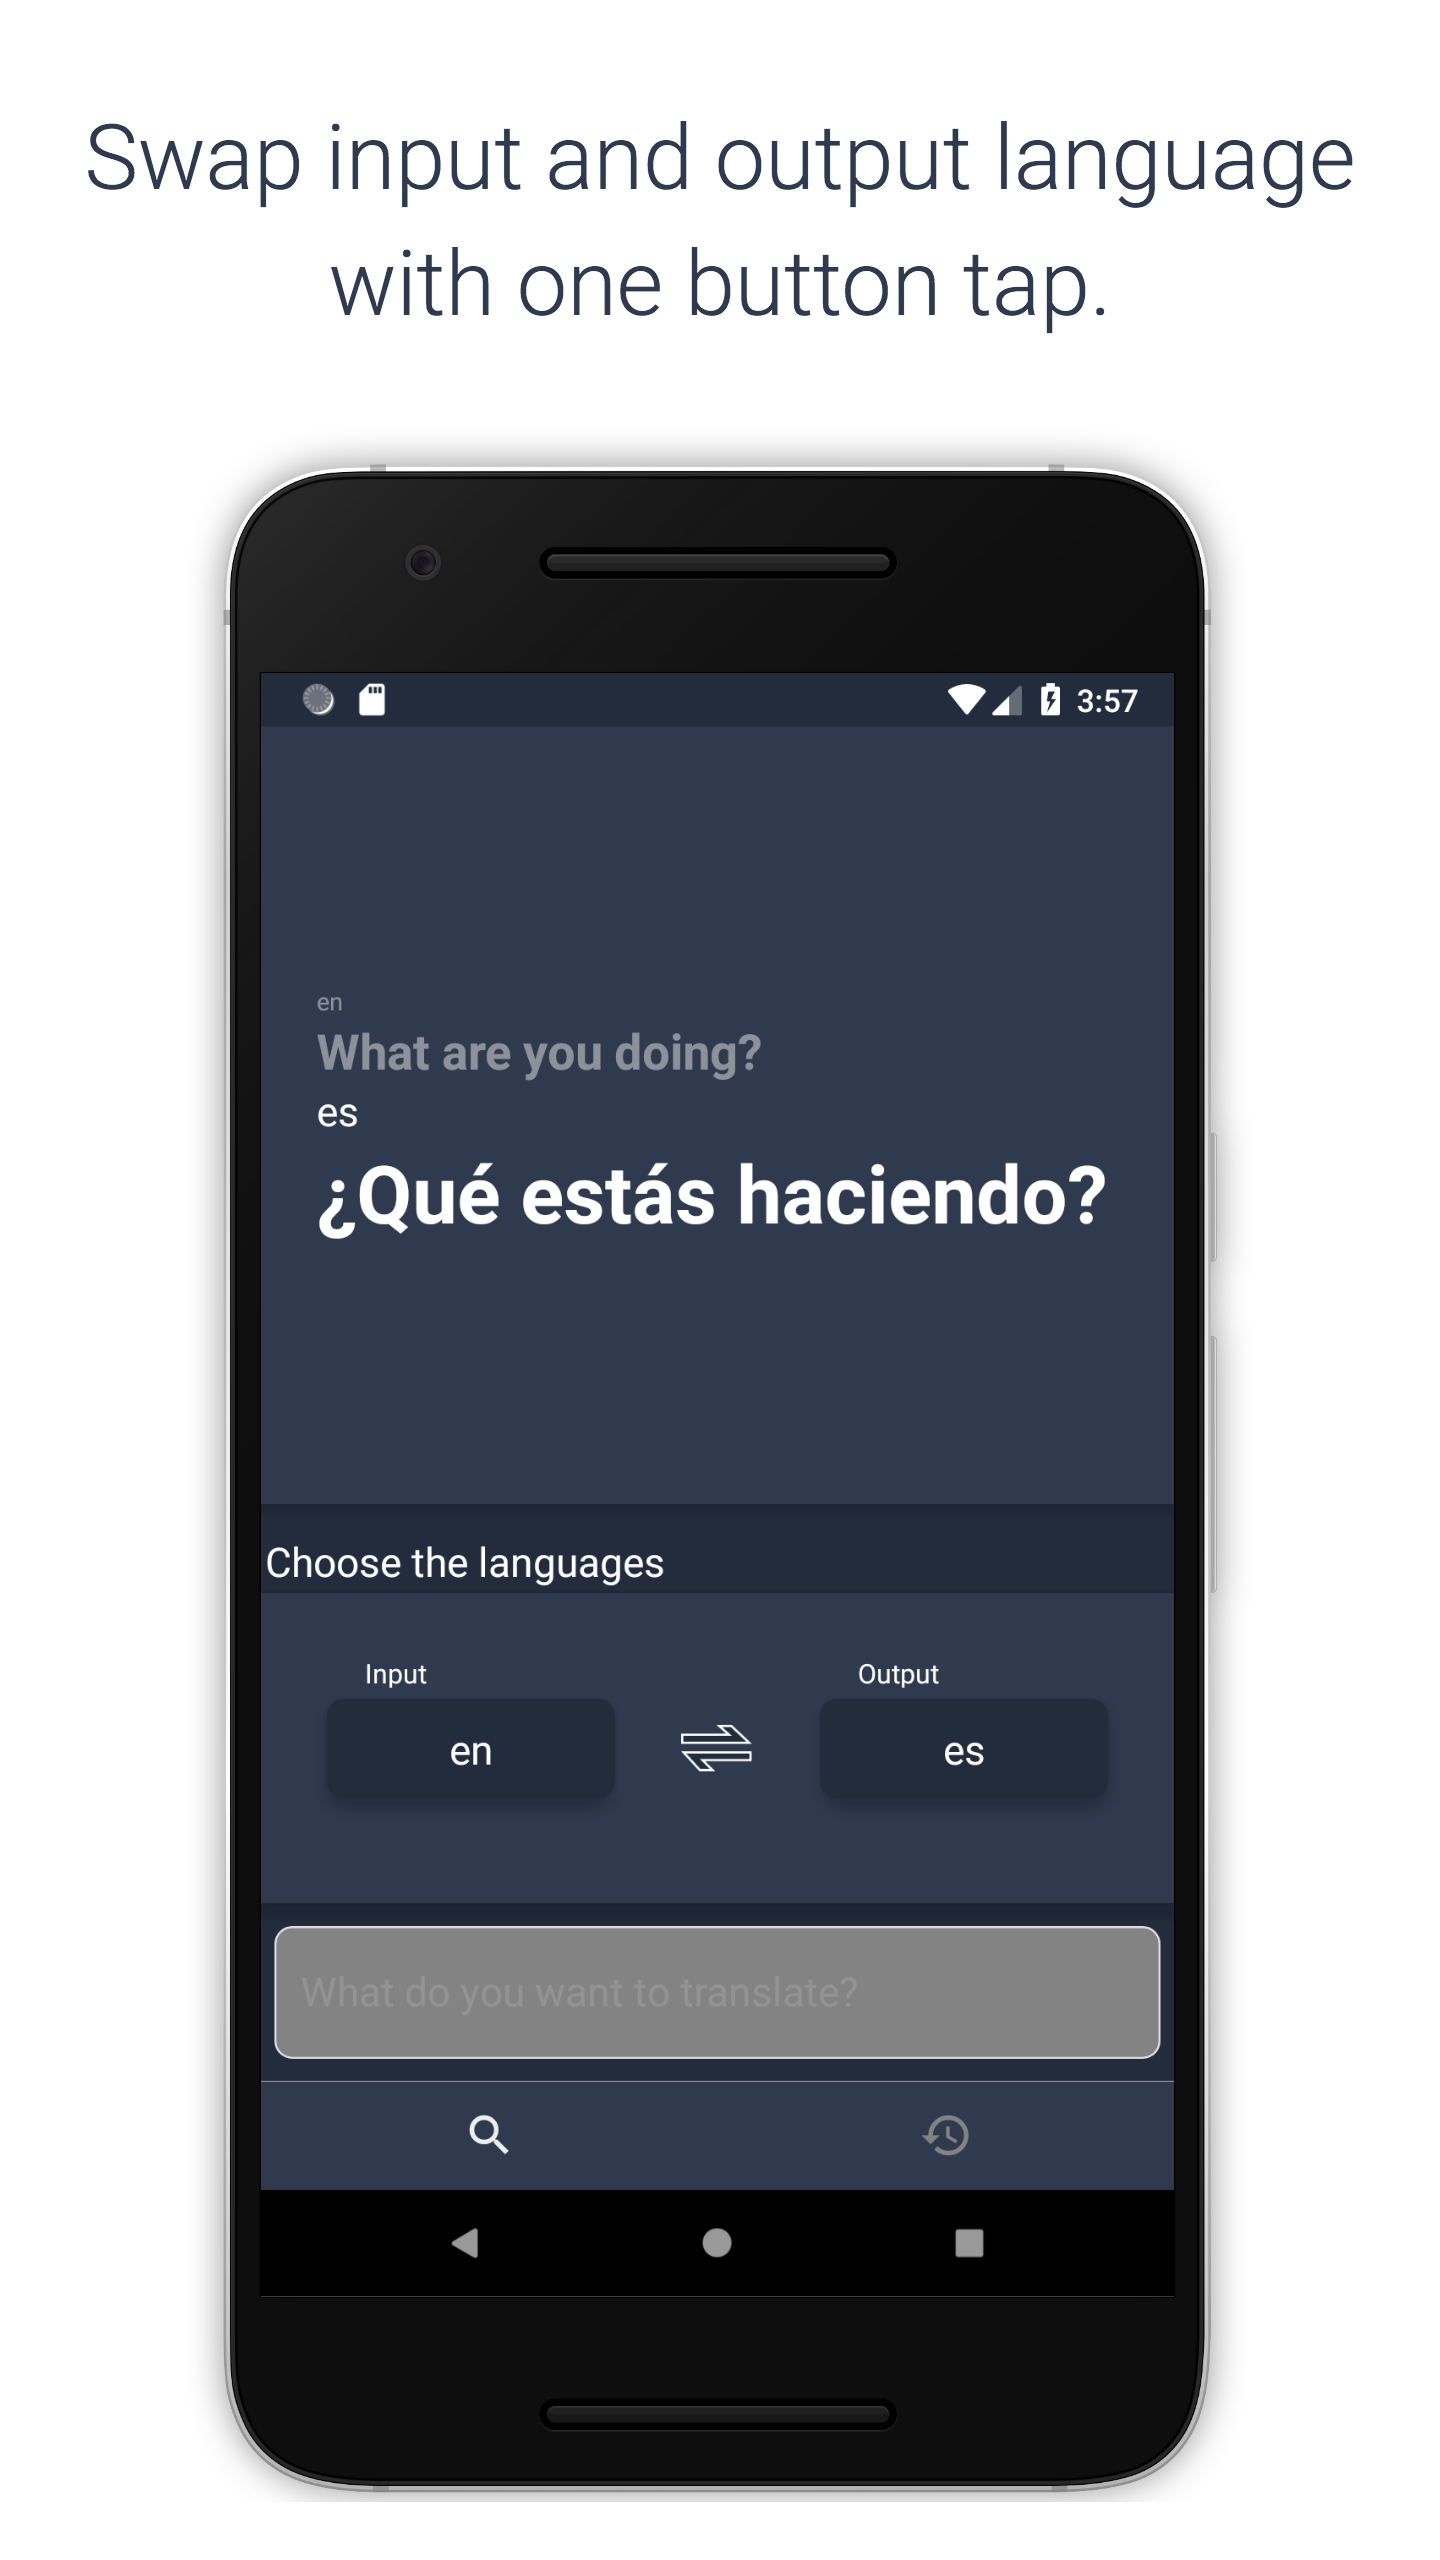 Swap input and output language
with one button tap.
3:57
en
What are you doing?
es
¿Qué estás haciendo?
Choose the languages
Input
Output
en
es
What do you want to translate?